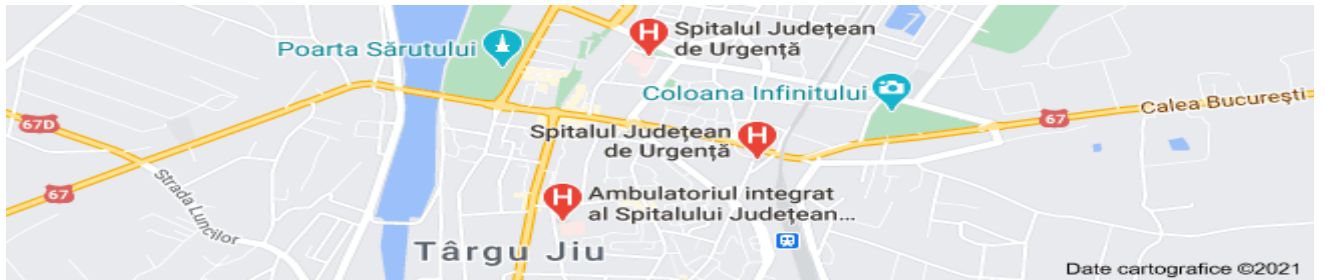 Spitalul Județean
de Urgență
Poarta Sărutului
Coloana Infinitului
Calea București
67
67D
Spitalul Județean
de Urgență
67
Strada Luncilor
Ambulatoriul integrat
al Spitalului Județean...
Târgu Jiu
Date cartografice ©2021